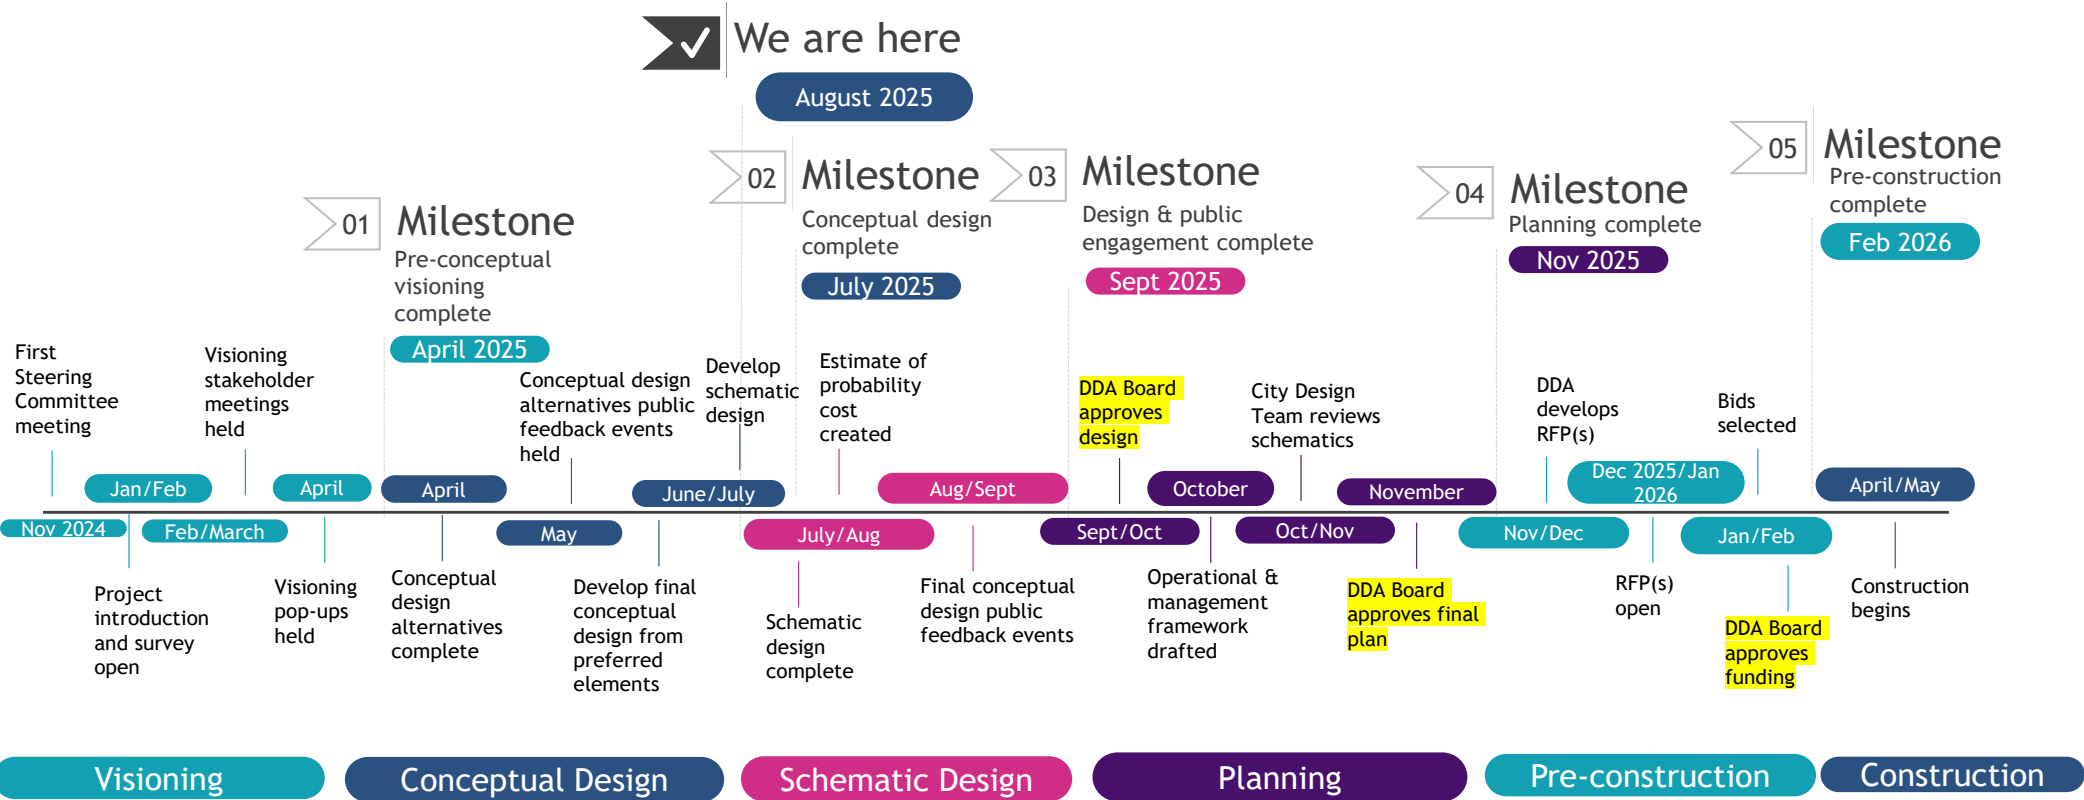 We are here
August 2025
01
Milestone
Pre-conceptual
visioning
complete
April 2025
02
Milestone
Conceptual design
complete
July 2025
03
Milestone
Design & public
engagement complete
Sept 2025
04
Milestone
Planning complete
Nov 2025
05
Milestone
Pre-construction
complete
Feb 2026
First
Steering
Committee
meeting
Visioning
stakeholder
meetings
held
Conceptual design
alternatives public
feedback events
held
Develop
schematic
design
Estimate of
probability
cost
created
DDA Board
approves
design
City Design
Team reviews
schematics
DDA
develops
RFP(s)
Bids
selected
Jan/Feb
April
April
June/July
Aug/Sept
October
November
Dec 2025/Jan
2026
April/May
Nov 2024
Feb/March
May
July/Aug
Sept/Oct
Oct/Nov
Nov/Dec
Jan/Feb
Project
introduction
and survey
open
Visioning
pop-ups
held
Conceptual
design
alternatives
complete
Develop final
conceptual
design from
preferred
elements
Schematic
design
complete
Final conceptual
design public
feedback events
Operational &
management
framework
drafted
DDA Board
approves final
plan
RFP(s)
open
DDA Board
approves
funding
Construction
begins
Visioning
Conceptual Design
Schematic Design
Planning
Pre-construction
Construction